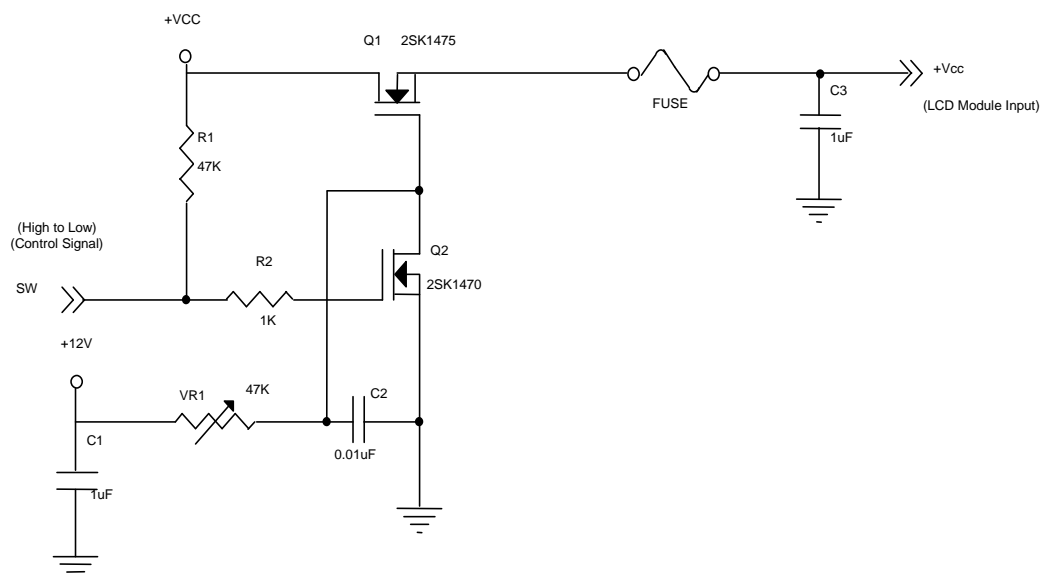 +VCC
Q1 2SK1475
+Vcc
(LCD Module Input)
FUSE
C3
1uF
R1
47K
(High to Low)
(Control Signal)
SW
R2
1K
Q2
2SK1470
+12V
VR1
47K
C2
0.01uF
C1
1uF